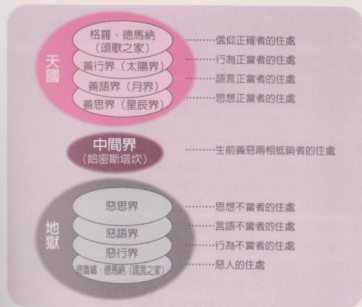 天國
格羅・德馬納
(頌歌之家)
善行界(太陽界)
善語界(月界)
善思界(星辰界)
信仰正確者的住處
行為正當者的住處
語言正當者的住處
思想正當者的住處
中間界
(哈密斯塔坎)
生前善惡兩相抵銷者的住處
地獄
惡思界
惡語界
惡行界
德馬納(謊言之家)
思想不當者的住處
言語不當者的住處
行為不當者的住處
惡人的住處